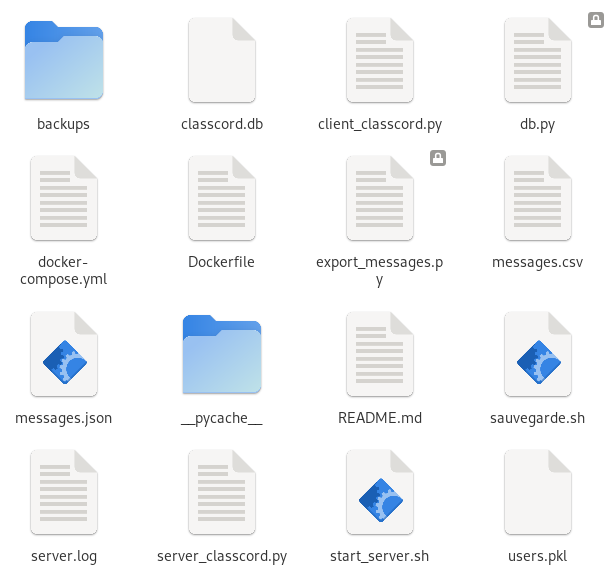 backups
classcord.db
client_classcord.py
db.py
docker-
compose.yml
Dockerfile
export_messages.p
y
messages.csv
messages.json
__pycache__
README.md
sauvegarde.sh
server.log
server_classcord.py
start_server.sh
users.pkl